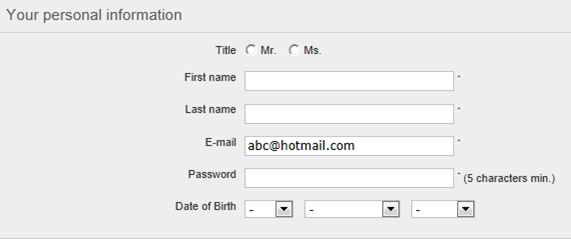 Your personal information
Title Mr. Ms.
First name -
Last name -
E-mail abc@hotmail.com -
Password - (5 characters min.)
Date of Birth - - -